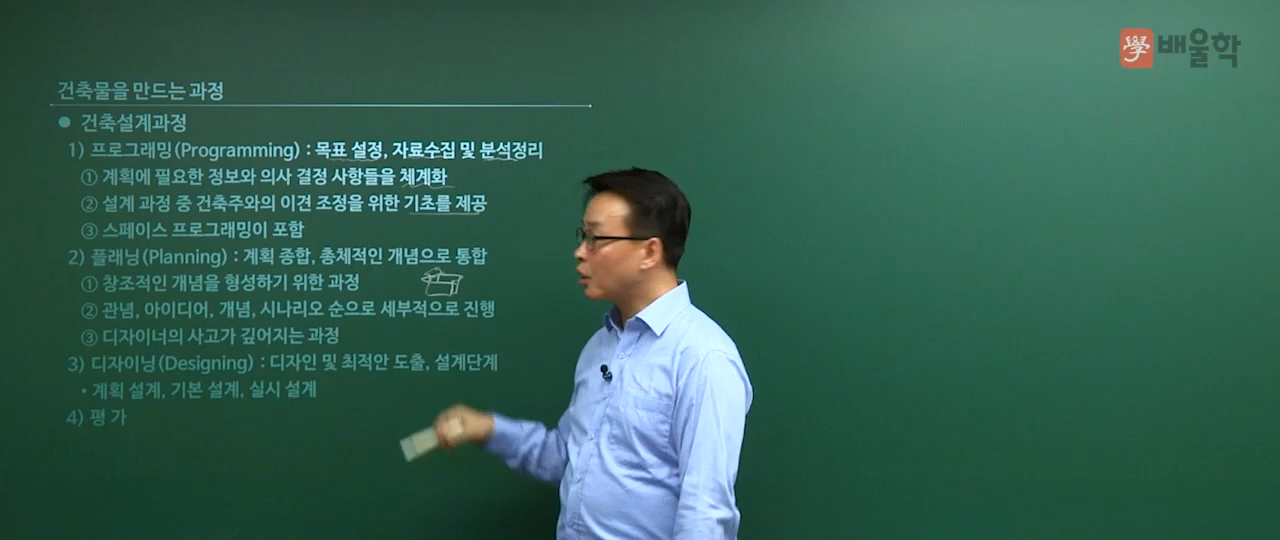 學 배울학
건축물을 만드는 과정
● 건축설계과정
1) 프로그래밍(Programming) : 목표 설정, 자료수집 및 분석정리
① 계획에 필요한 정보와 의사 결정 사항들을 체계화
② 설계 과정 중 건축주와의 이견 조정을 위한 기초를 제공
③ 스페이스 프로그래밍이 포함
2) 플래닝(Planning) : 계획 종합, 총체적인 개념으로 통합
① 창조적인 개념을 형성하기 위한 과정
② 관념, 아이디어, 개념, 시나리오 순으로 세부적으로 진행
③ 디자이너의 사고가 깊어지는 과정
3) 디자이닝(Designing) : 디자인 및 최적안 도출, 설계단계
• 계획 설계, 기본 설계, 실시 설계
4) 평 가